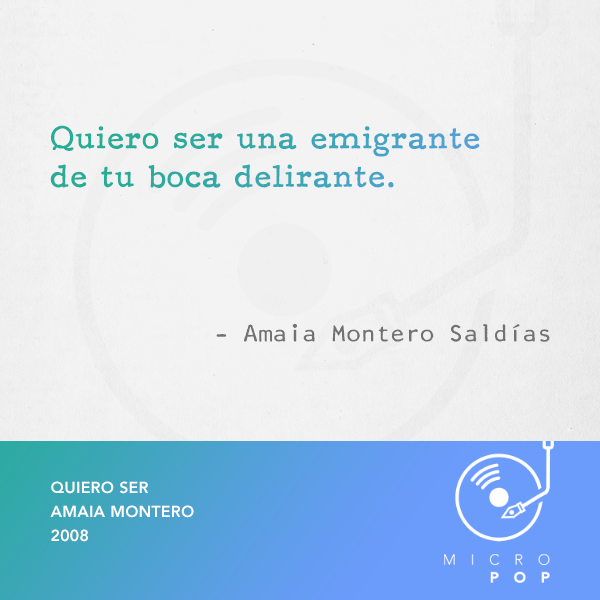 Quiero ser una emigrante
de tu boca delirante.
- Amaia Montero Saldías
QUIERO SER
AMAIA MONTERO
2008
MICRO
POP